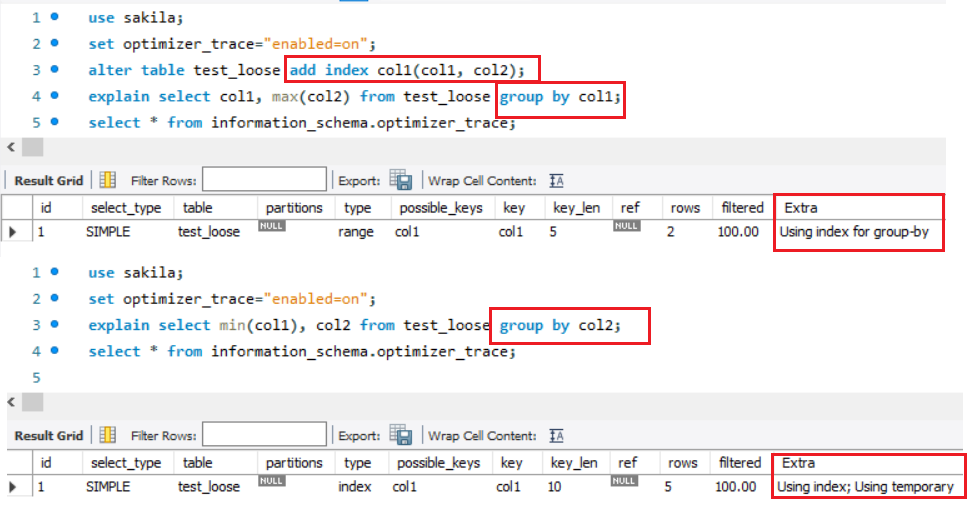 1 use sakila;
2 set optimizer_trace="enabled=on";
3 alter table test_loose add index col1(col1, col2);
4 explain select col1, max(col2) from test_loose group by col1;
5 select * from information_schema.optimizer_trace;
Result Grid Filter Rows: Export: Wrap Cell Content: IA
id select_type table partitions type possible_keys key key_len ref rows filtered Extra
1 SIMPLE test_loose NULL range col1 col1 5 NULL 2 100.00 Using index for group-by
1 use sakila;
2 set optimizer_trace="enabled=on";
3 explain select min(col1), col2 from test_loose group by col2;
4 select * from information_schema.optimizer_trace;
5
Result Grid Filter Rows: Export: Wrap Cell Content: IA
id select_type table partitions type possible_keys key key_len ref rows filtered Extra
1 SIMPLE test_loose NULL index col1 col1 10 NULL 5 100.00 Using index; Using temporary